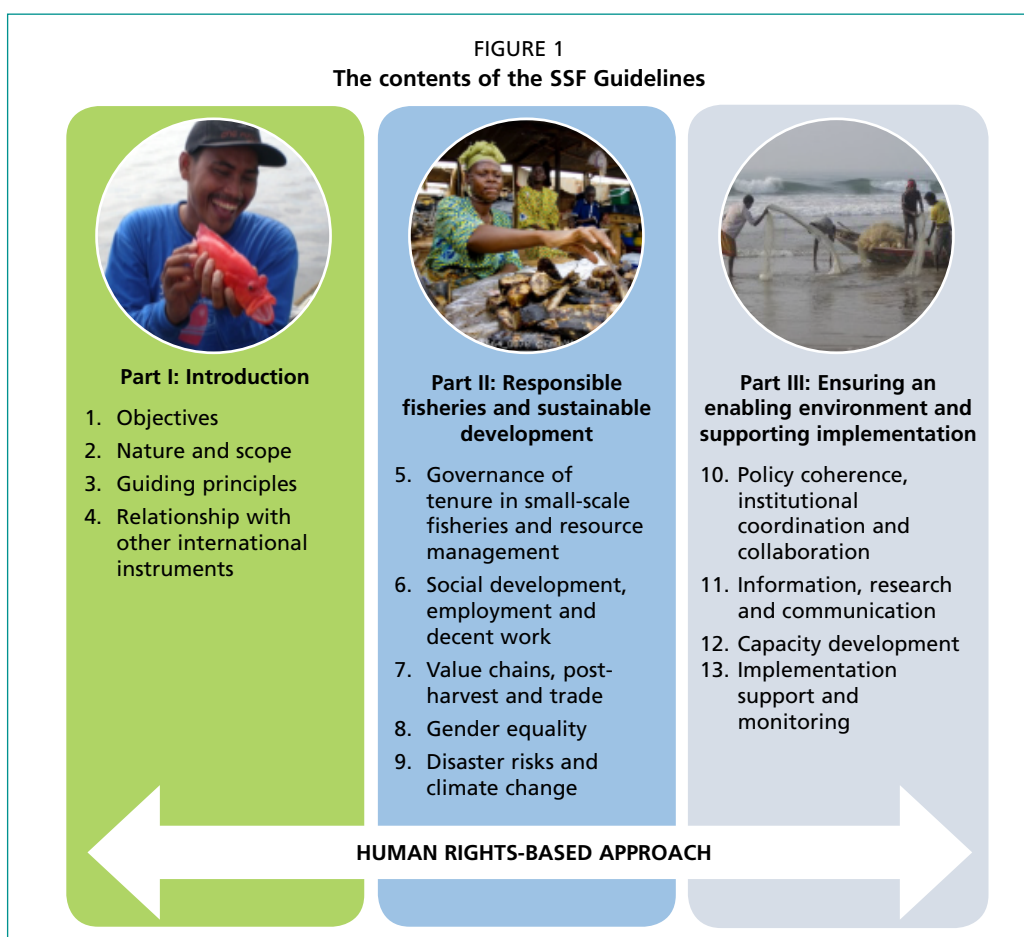 FIGURE 1
The contents of the SSF Guidelines
Part I: Introduction
1. Objectives
2. Nature and scope
3. Guiding principles
4. Relationship with
other international
instruments
Part II: Responsible
fisheries and sustainable
development
5. Governance of
tenure in small-scale
fisheries and resource
management
6. Social development,
employment and
decent work
7. Value chains, post-
harvest and trade
8. Gender equality
9. Disaster risks and
climate change
Part III: Ensuring an
enabling environment and
supporting implementation
10. Policy coherence,
institutional
coordination and
collaboration
11. Information, research
and communication
12. Capacity development
13. Implementation
support and
monitoring
HUMAN RIGHTS-BASED APPROACH